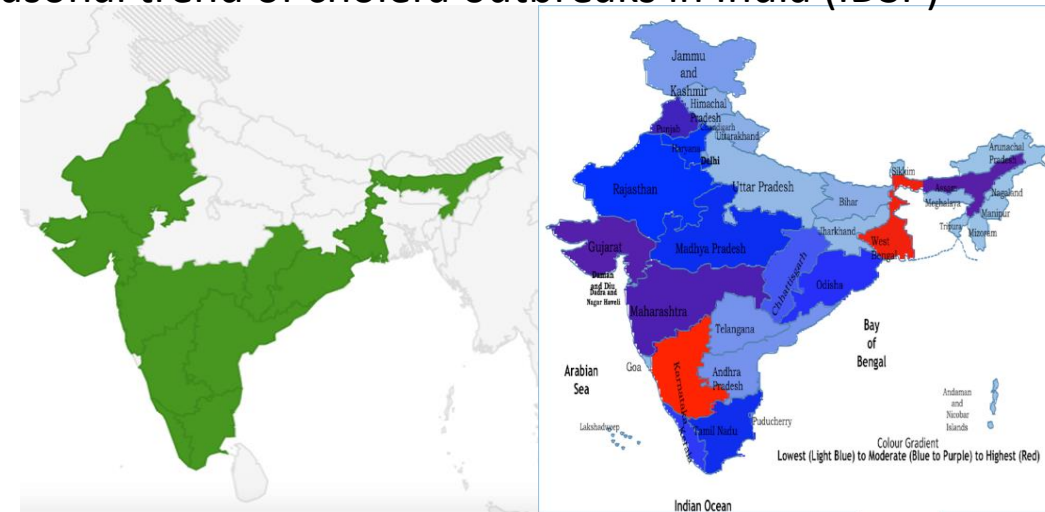 Jammu
and
Kashmir
Himachal
Pradesh
Punjab
Chandigarh
Uttarakhand
Haryana
Delhi
Rajasthan
Uttar Pradesh
Sikkim
Arunachal
Pradesh
Assam
Nagaland
Meghalaya
Manipur
Tripura
Mizoram
Bihar
Jharkhand
West
Bengal
Gujarat
Madhya Pradesh
Chhattisgarh
Odisha
Daman
and Diu,
Dadra and
Nagar Haveli
Maharashtra
Telangana
Goa
Karnataka
Andhra
Pradesh
Bay
of
Bengal
Arabian
Sea
Lakshadweep
Kerala
Tamil Nadu
Puducherry
Andaman
and
Nicobar
Islands
Colour Gradient
Lowest (Light Blue) to Moderate (Blue to Purple) to Highest (Red)
Indian Ocean